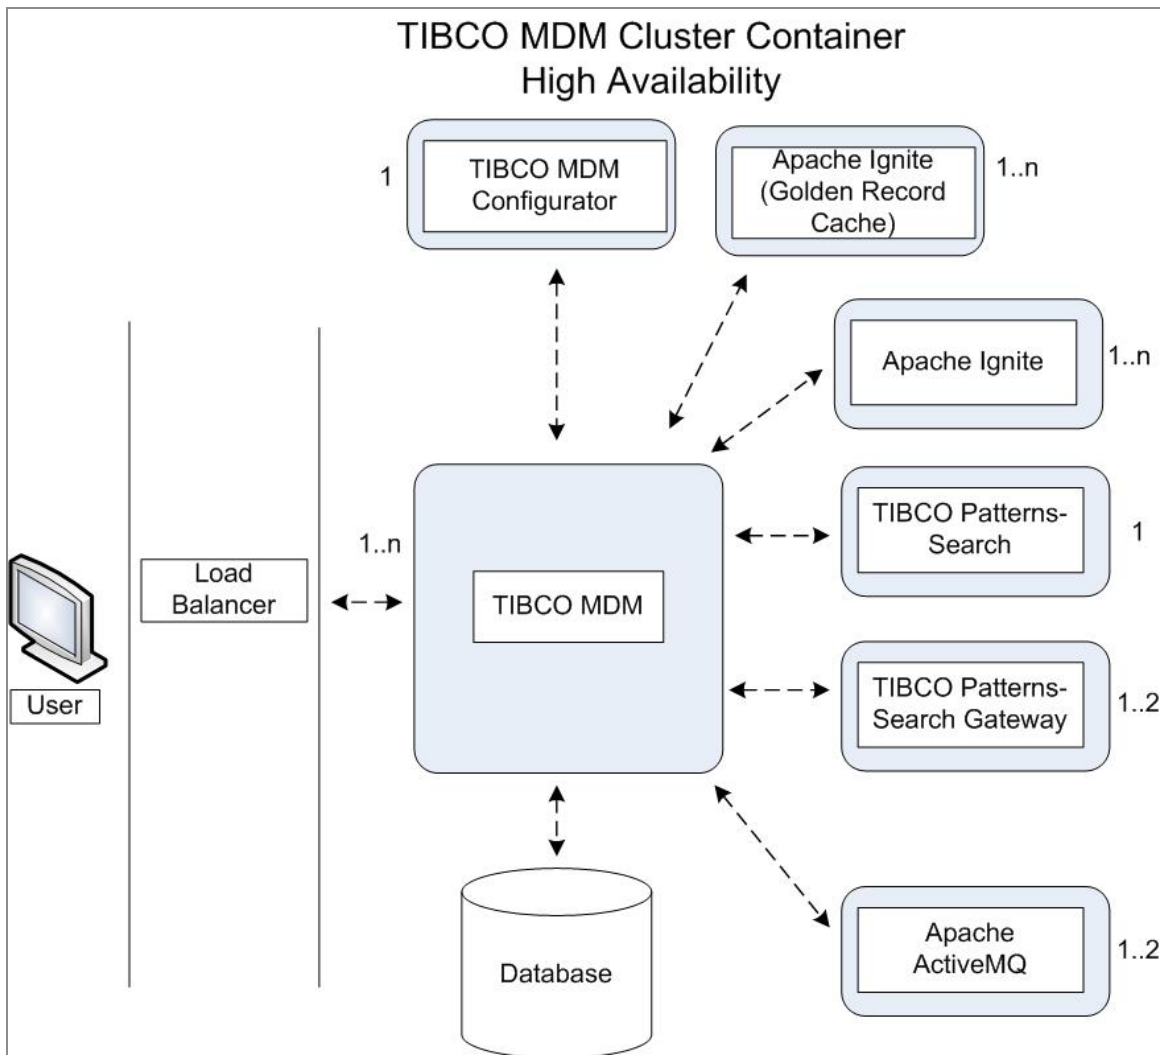 TIBCO MDM Cluster Container
High Availability
1
TIBCO MDM
Configurator
Apache Ignite
(Golden Record
Cache)
1..n
Apache Ignite
1..n
TIBCO Patterns-
Search
1
1..n
Load
Balancer
TIBCO MDM
User
TIBCO Patterns-
Search Gateway
1..2
Database
Apache
ActiveMQ
1..2